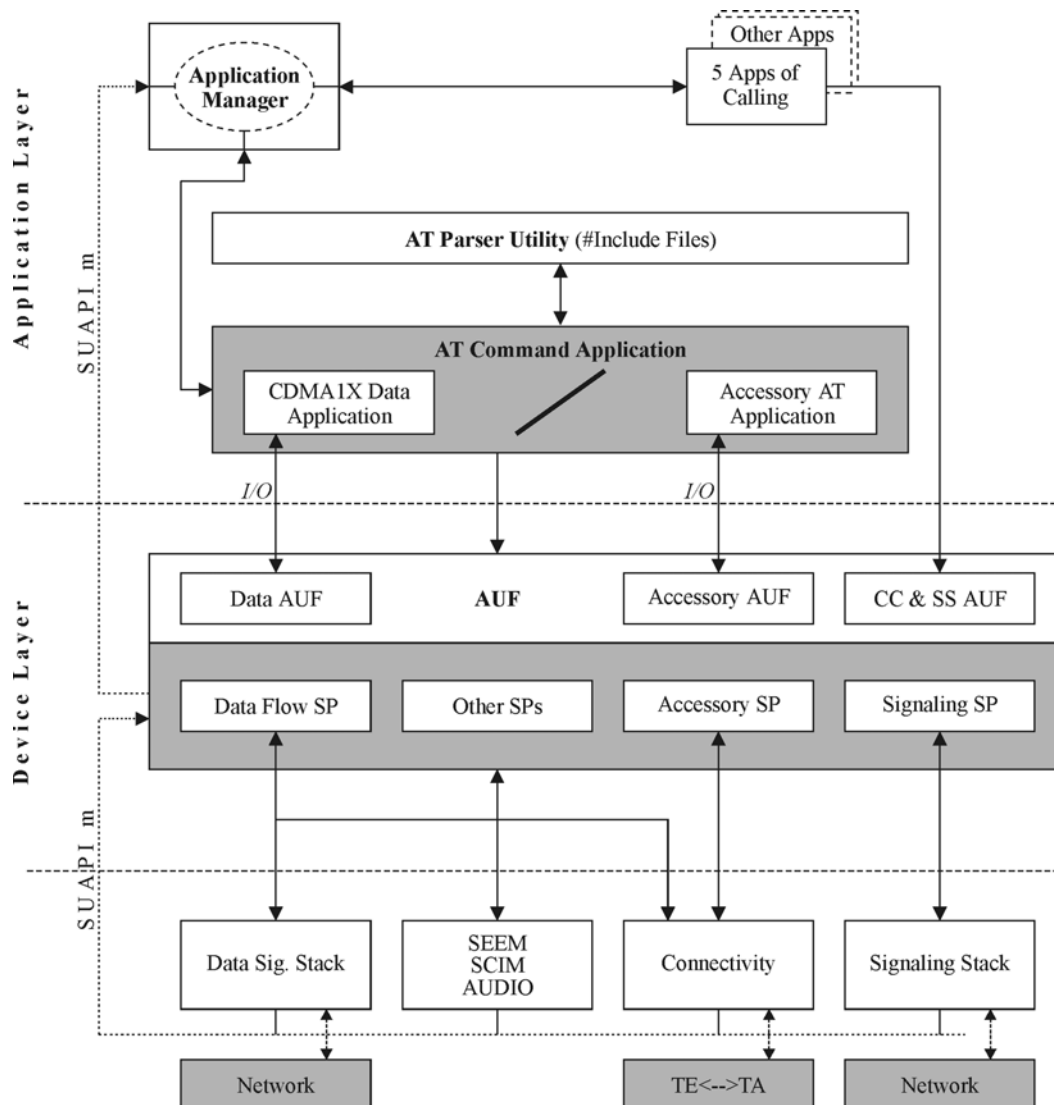 Other Apps
5 Apps of
Calling
Application
Manager
Application Layer
SUAPI m
AT Parser Utility (#Include Files)
AT Command Application
CDMA1X Data
Application
Accessory AT
Application
I/O
I/O
Device Layer
Data AUF
AUF
Accessory AUF
CC & SS AUF
Data Flow SP
Other SPs
Accessory SP
Signaling SP
SUAPI m
Data Sig. Stack
SEEM
SCIM
AUDIO
Connectivity
Signaling Stack
Network
TE<-->TA
Network